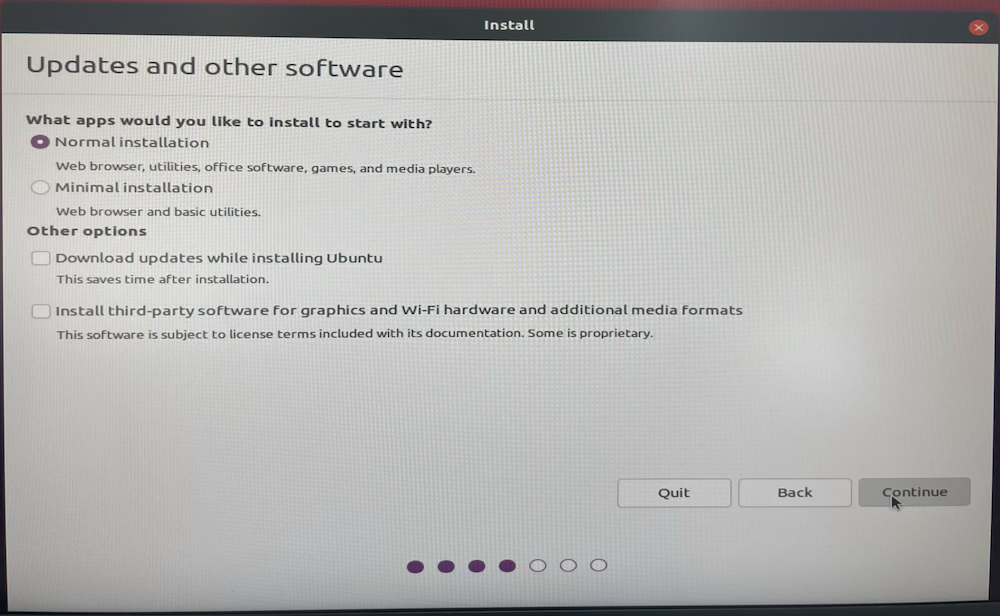 Install
Updates and other software
What apps would you like to install to start with?
Normal installation
Web browser, utilities, office software, games, and media players.
Minimal installation
Web browser and basic utilities.
Other options
Download updates while installing Ubuntu
This saves time after installation.
Install third-party software for graphics and Wi-Fi hardware and additional media formats
This software is subject to license terms included with its documentation. Some is proprietary.
Quit Back Continue